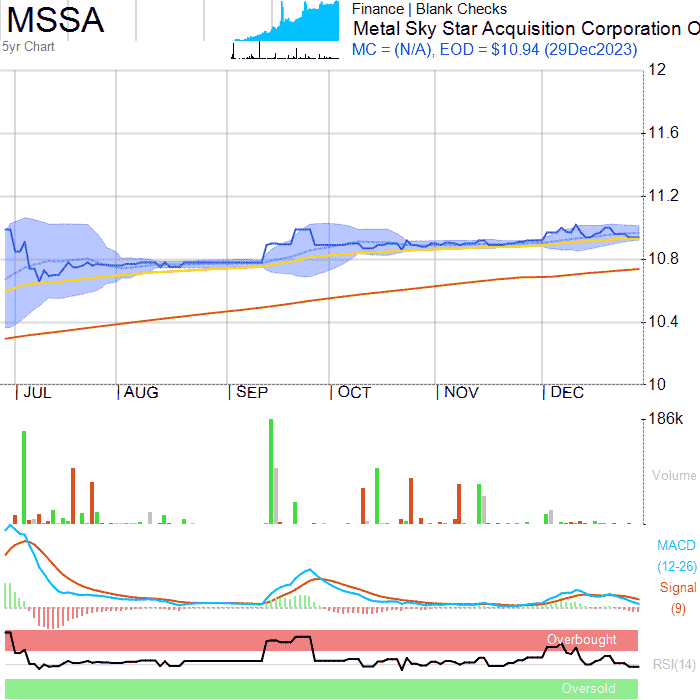 MSSA
5yr Chart
Finance | Blank Checks
Metal Sky Star Acquisition Corporation O
MC = (N/A), EOD = $10.94 (29Dec2023)
12
11.6
11.2
10.8
10.4
10
JUL AUG SEP OCT NOV DEC
186k
Volume
MACD
(12-26)
Signal
(9)
Overbought
RSI(14)
Oversold